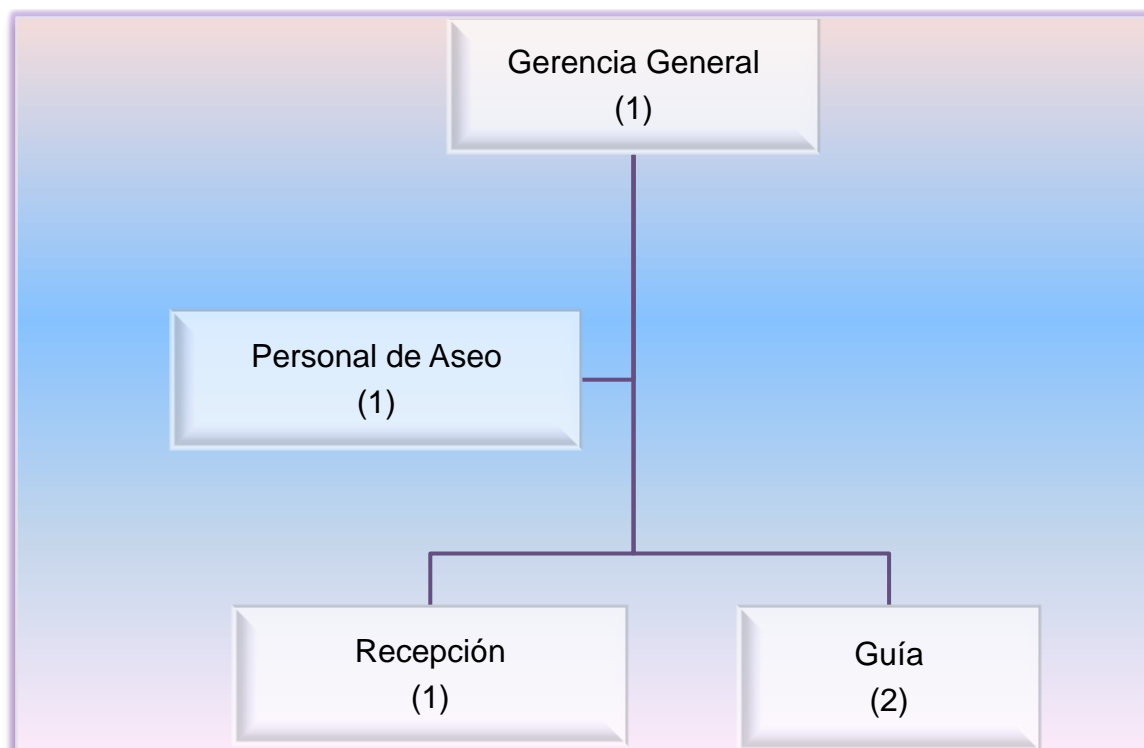 Gerencia General
(1)
Personal de Aseo
(1)
Recepción
(1)
Guía
(2)